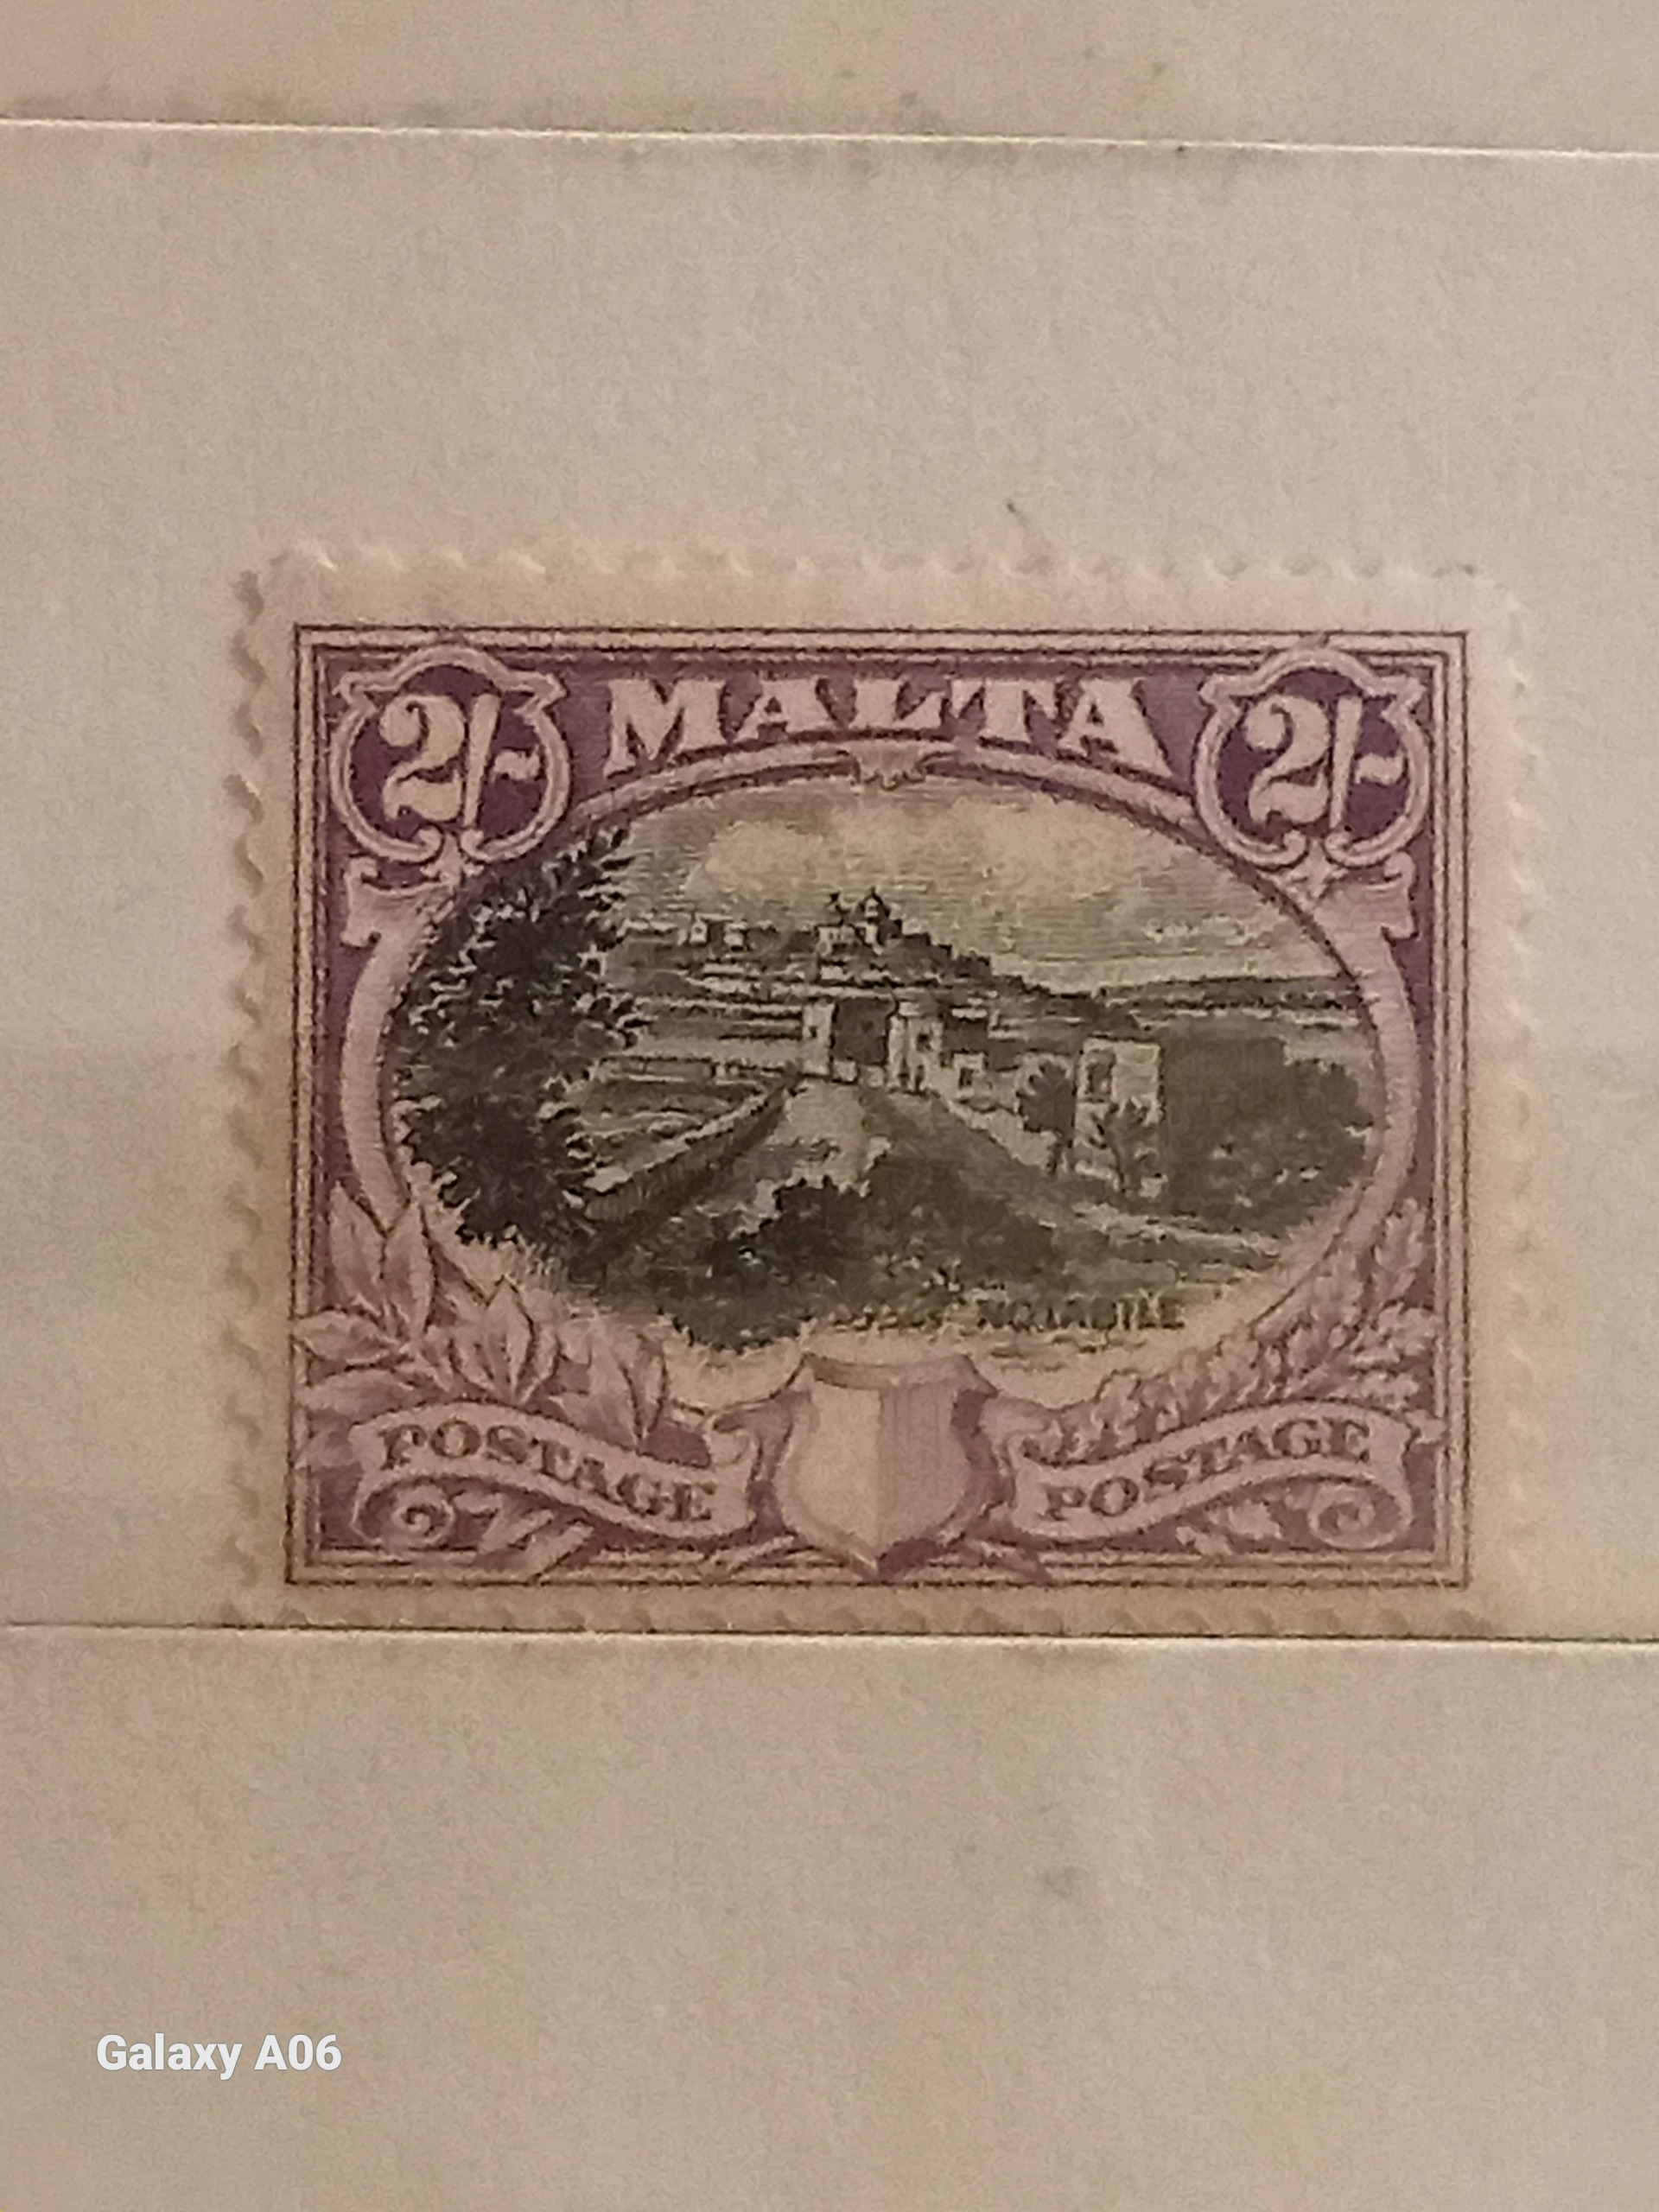 2/- MALTA 2/-
NOTABILE
POSTAGE POSTAGE
Galaxy A06